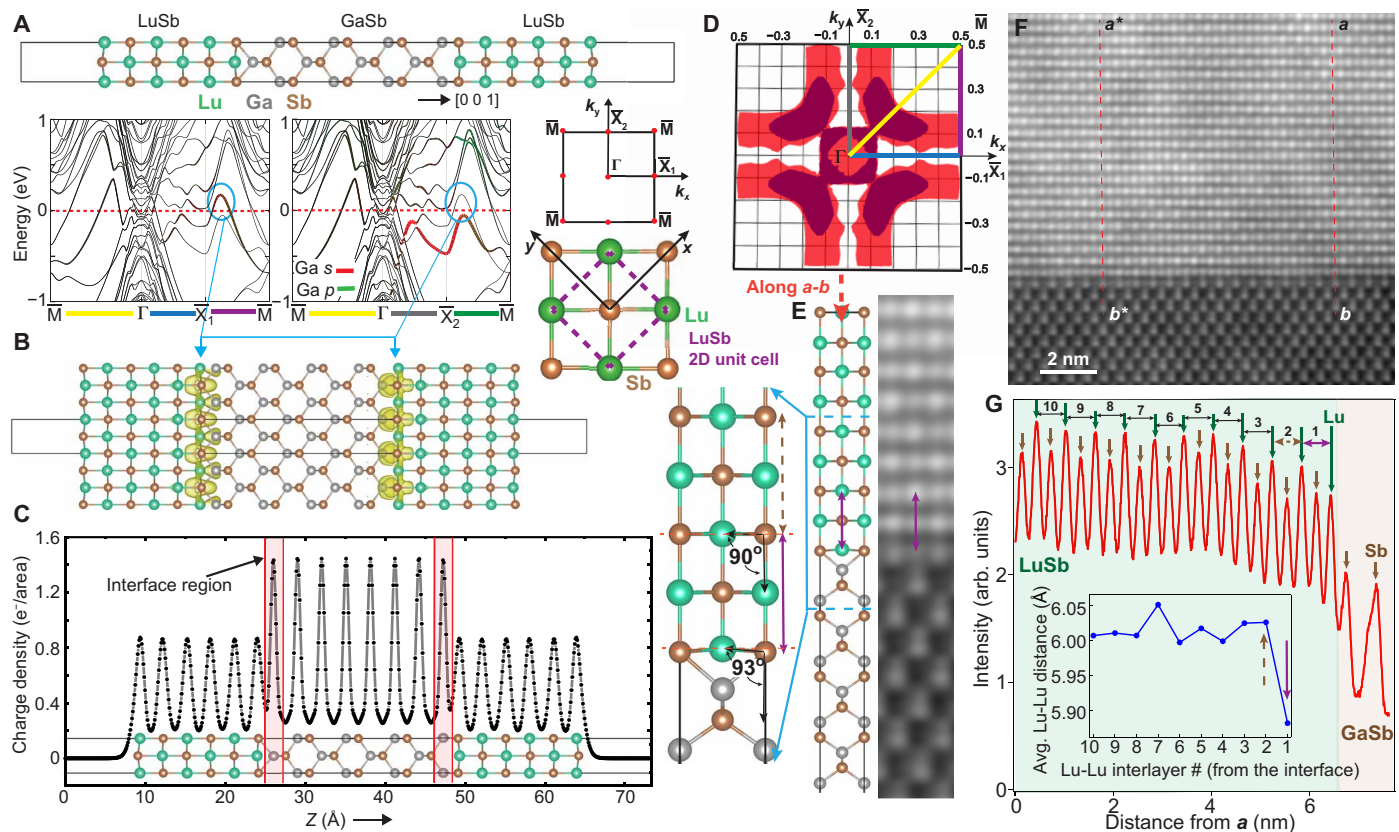 A
LuSb GaSb LuSb
Lu Ga Sb
[0 0 1]
1
0
−1
Energy (eV)
M̅ Γ X̅1 M̅
1
0
−1
Ga s
Ga p
M̅ Γ X̅2 M̅
ky
M̅ X̅2 M̅
Γ X̅1
kx
M̅ M̅
y x
Lu
LuSb
2D unit cell
Sb
B
C
1.6
1.2
0.8
0.4
0
Charge density (e-/area)
Interface region
0 10 20 30 40 50 60 70
Z (Å)
D
ky X̅2 M̅
0.5 −0.3 −0.1 0.1 0.3 0.5
0.5
0.3
0.1
−0.1
−0.3
−0.5
Γ
kx
X̅1
Along a-b
E
90°
93°
F
a* a
b* b
2 nm
G
10 9 8 7 6 5 4 3 2 1
Lu
Sb
LuSb
GaSb
3
2
1
0
Intensity (arb. units)
6.05
6.00
5.95
5.90
Avg. Lu-Lu distance (Å)
10 9 8 7 6 5 4 3 2 1
Lu-Lu interlayer # (from the interface)
0 2 4 6
Distance from a (nm)